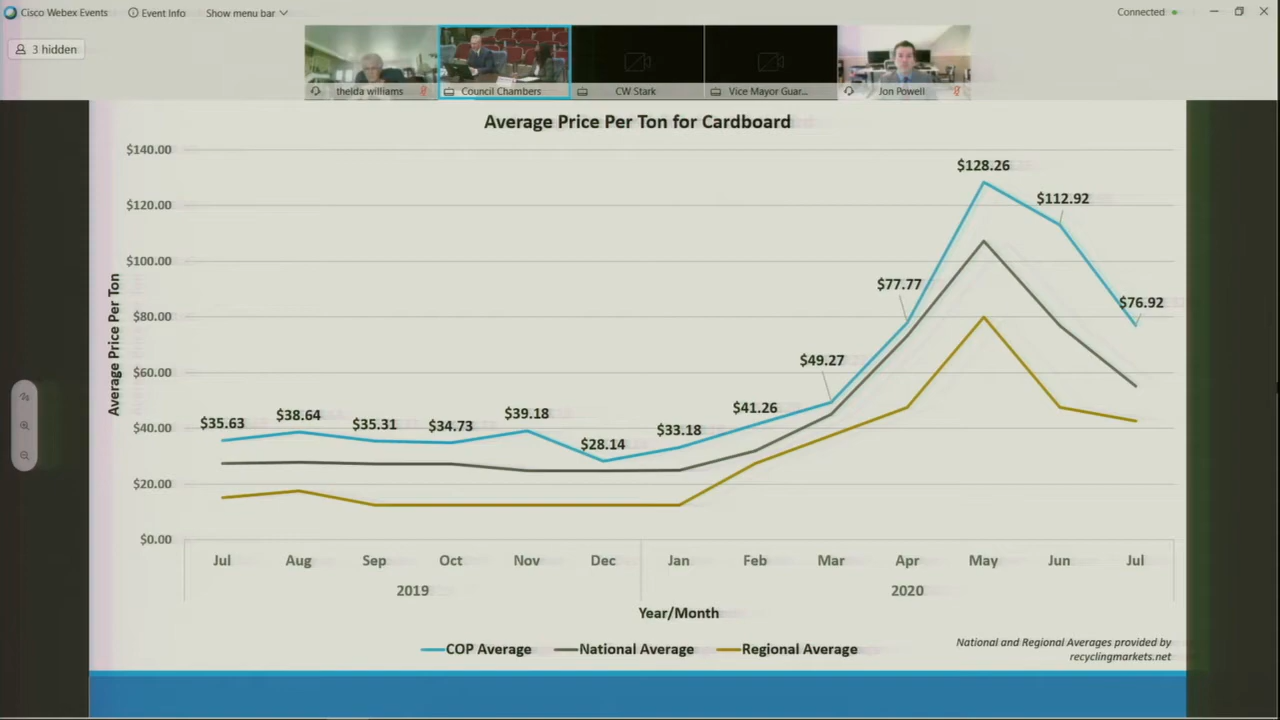 Cisco Webex Events
Event Info
Show menu bar
Connected
3 hidden
thelda williams
Council Chambers
CW Stark
Vice Mayor Guar...
Jon Powell
Average Price Per Ton for Cardboard
Average Price Per Ton
$140.00
$120.00
$100.00
$80.00
$60.00
$40.00
$20.00
$0.00
$35.63
$38.64
$35.31
$34.73
$39.18
$28.14
$33.18
$41.26
$49.27
$77.77
$128.26
$112.92
$76.92
Jul Aug Sep Oct Nov Dec Jan Feb Mar Apr May Jun Jul
2019 2020
Year/Month
COP Average National Average Regional Average
National and Regional Averages provided by
recyclingmarkets.net